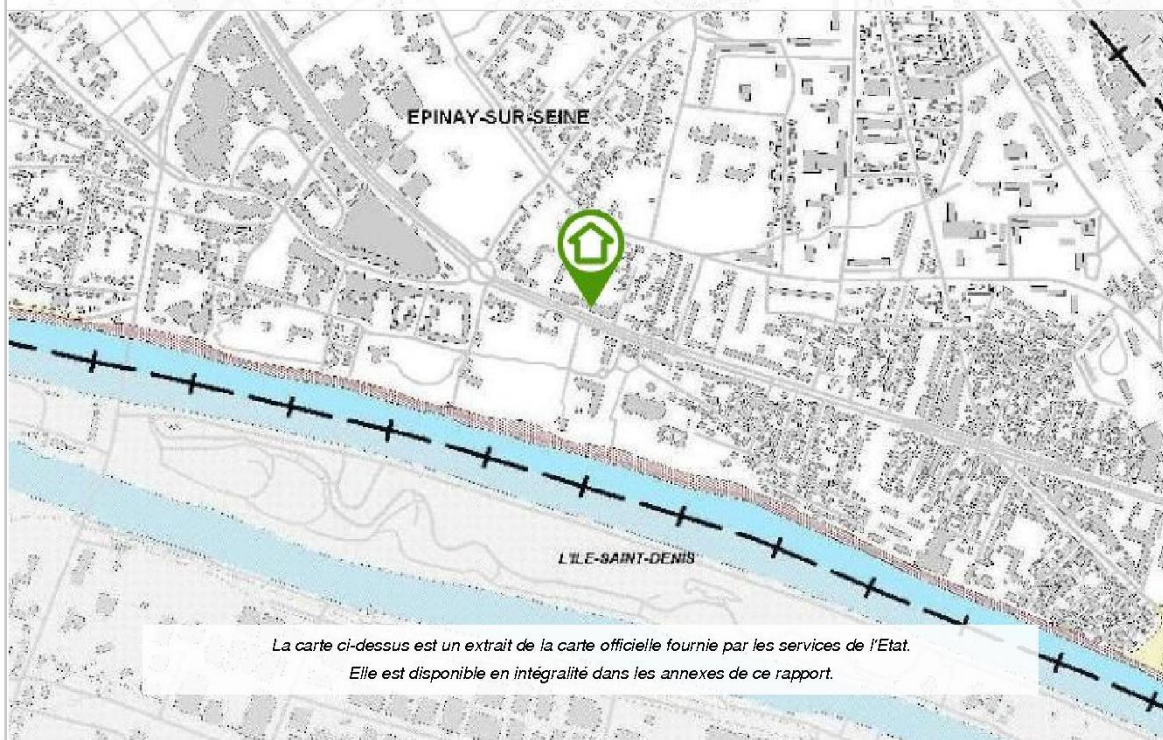 EPINAY-SUR-SEINE
L'ILE-SAINT-DENIS
La carte ci-dessus est un extrait de la carte officielle fournie par les services de l'Etat.
Elle est disponible en intégralité dans les annexes de ce rapport.